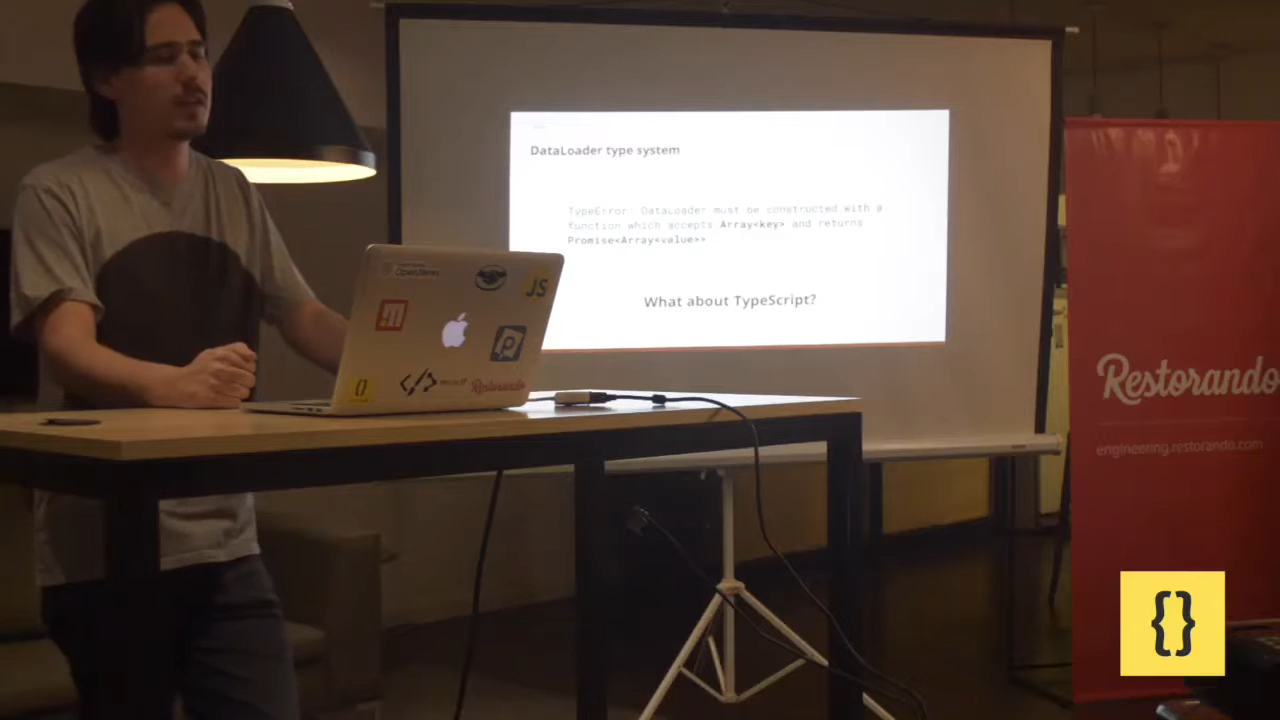 DataLoader type system
TypeError: DataLoader must be constructed with a
function which accepts Array<key> and returns
Promise<Array<value>>
What about TypeScript?
OpenNews
JS
P
()
</>
Restorando
Restorando
engineering.restorando.com
{}